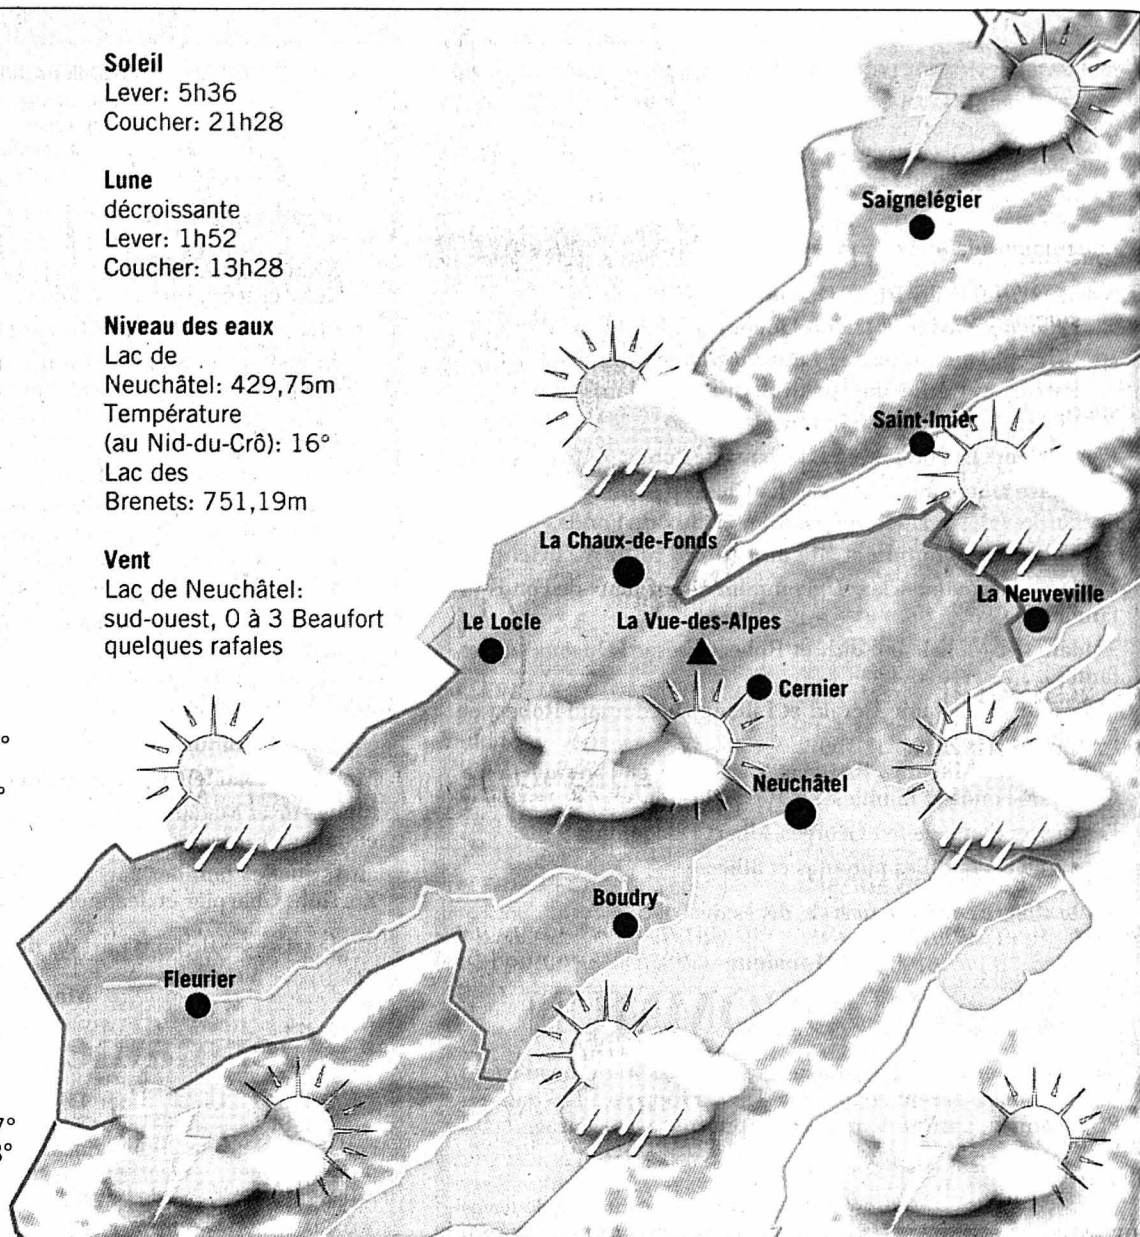 Soleil
Lever: 5h36
Coucher: 21h28
Lune
décroissante
Lever: 1h52
Coucher: 13h28
Niveau des eaux
Lac de
Neuchâtel: 429,75m
Température
(au Nid-du-Crô): 16°
Lac des
Brenets: 751,19m
Vent
Lac de Neuchâtel:
sud-ouest, 0 à 3 Beaufort
quelques rafales
Saignelégier
Saint-Imier
La Chaux-de-Fonds
La Neuveville
Le Locle
La Vue-des-Alpes
Cernier
Neuchâtel
Boudry
Fleurier